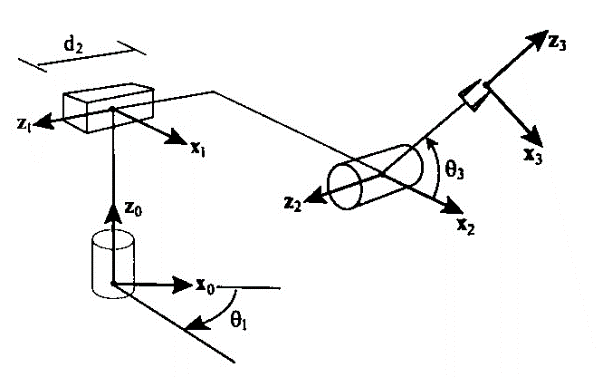 d₂
z₃
z₁
x₁
x₃
θ₃
z₂
x₂
z₀
x₀
θ₁